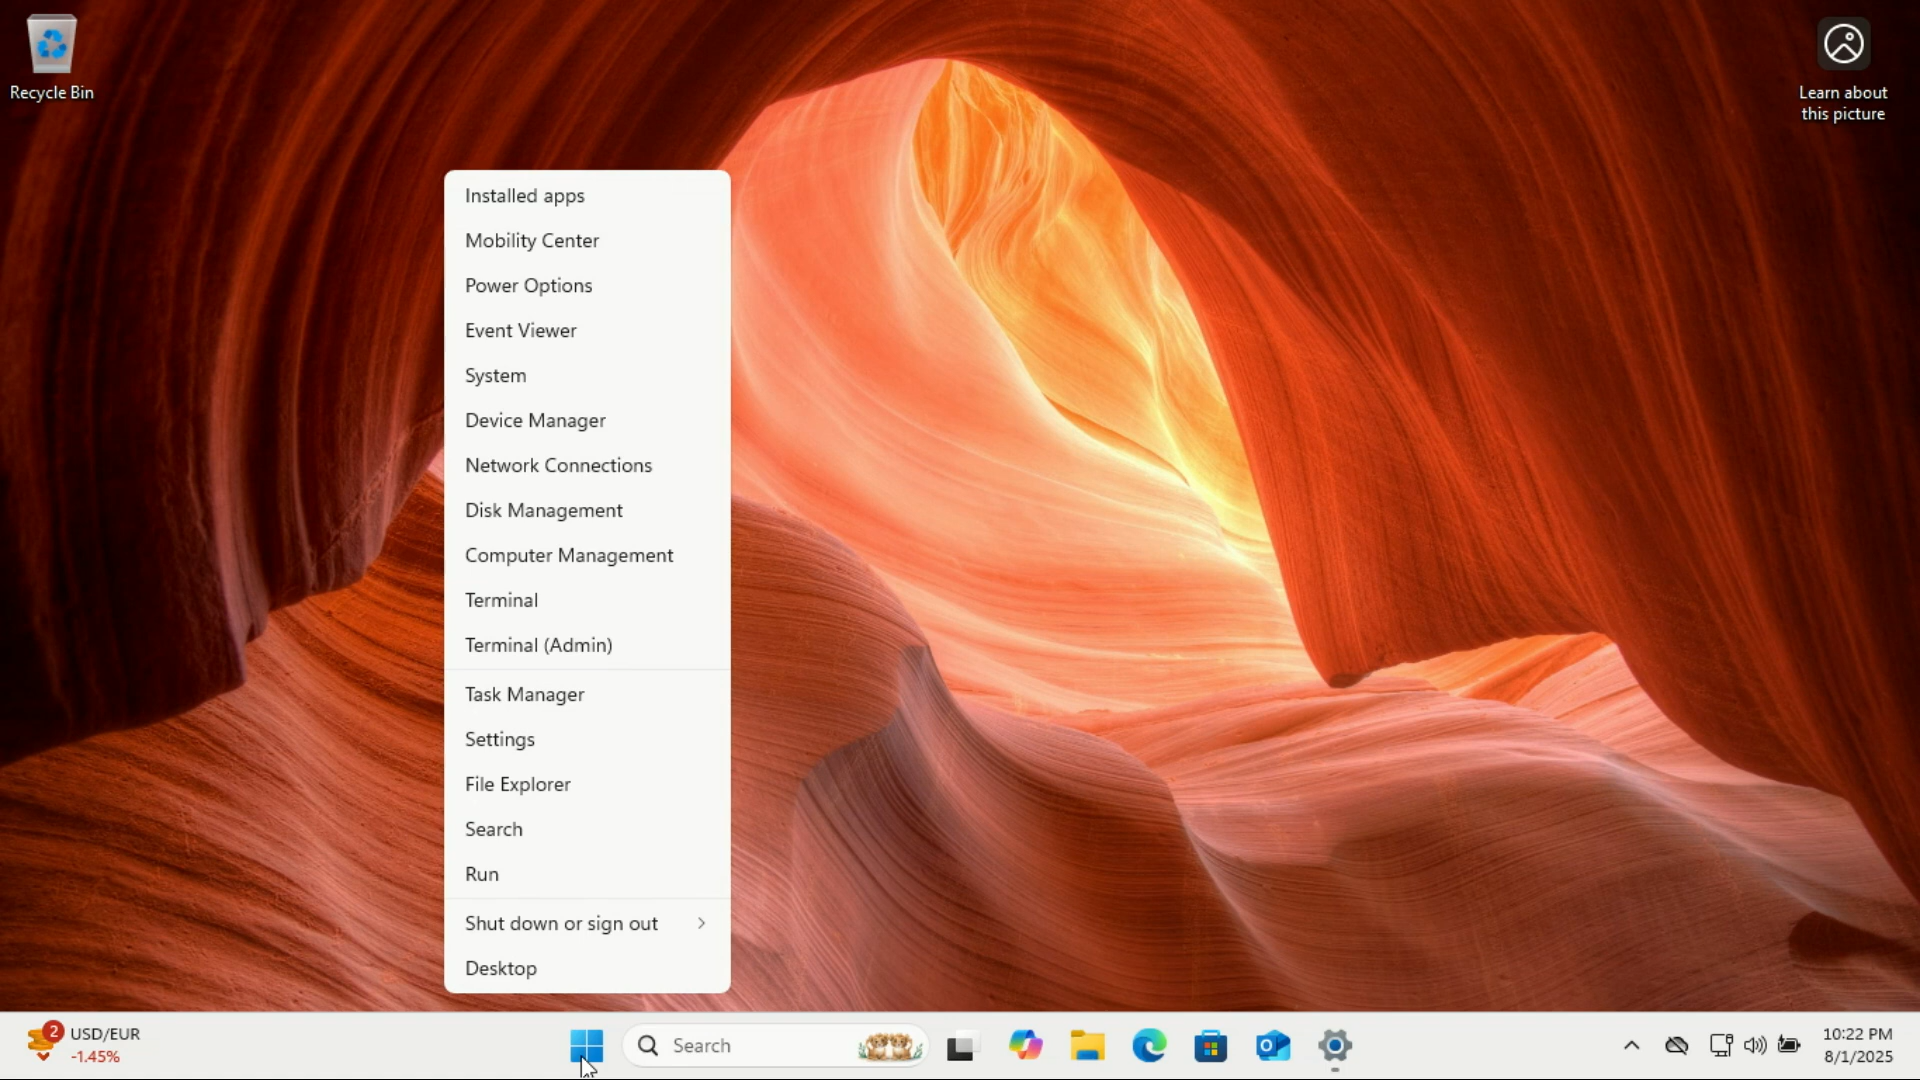 Recycle Bin
Learn about
this picture
Installed apps
Mobility Center
Power Options
Event Viewer
System
Device Manager
Network Connections
Disk Management
Computer Management
Terminal
Terminal (Admin)
Task Manager
Settings
File Explorer
Search
Run
Shut down or sign out
Desktop
2
USD/EUR
-1.45%
Search
10:22 PM
8/1/2025